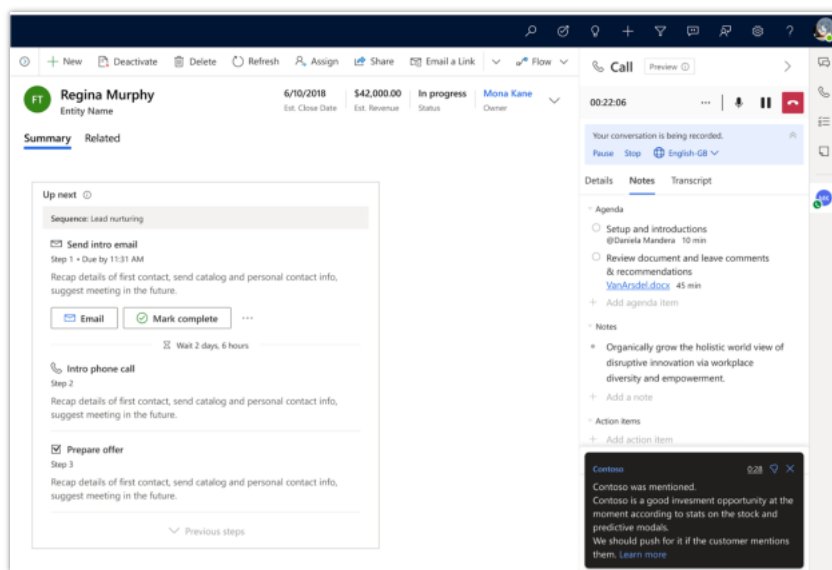 New Deactivate Delete Refresh Assign Share Email a Link Flow
FT
Regina Murphy
Entity Name
6/10/2018
Est. Close Date
$42,000.00
Est. Revenue
In progress
Status
Mona Kane
Owner
Summary Related
Up next
Sequence: Lead nurturing
Send intro email
Step 1 • Due by 11:31 AM
Recap details of first contact, send catalog and personal contact info,
suggest meeting in the future.
Email Mark complete ...
Wait 2 days, 6 hours
Intro phone call
Step 2
Recap details of first contact, send catalog and personal contact info,
suggest meeting in the future.
Prepare offer
Step 3
Recap details of first contact, send catalog and personal contact info,
suggest meeting in the future.
Previous steps
Call Preview
00:22:06
Your conversation is being recorded.
Pause Stop English-GB
Details Notes Transcript
Agenda
Setup and introductions
@Daniela Mandera 10 min
Review document and leave comments
& recommendations
VanArsdel.docx 45 min
+ Add agenda item
Notes
• Organically grow the holistic world view of
disruptive innovation via workplace
diversity and empowerment.
+ Add a note
Action items
+ Add action item
Contoso 0:28
Contoso was mentioned.
Contoso is a good invesment opportunity at the
moment according to stats on the stock and
predictive modals.
We should push for it if the customer mentions
them. Learn more